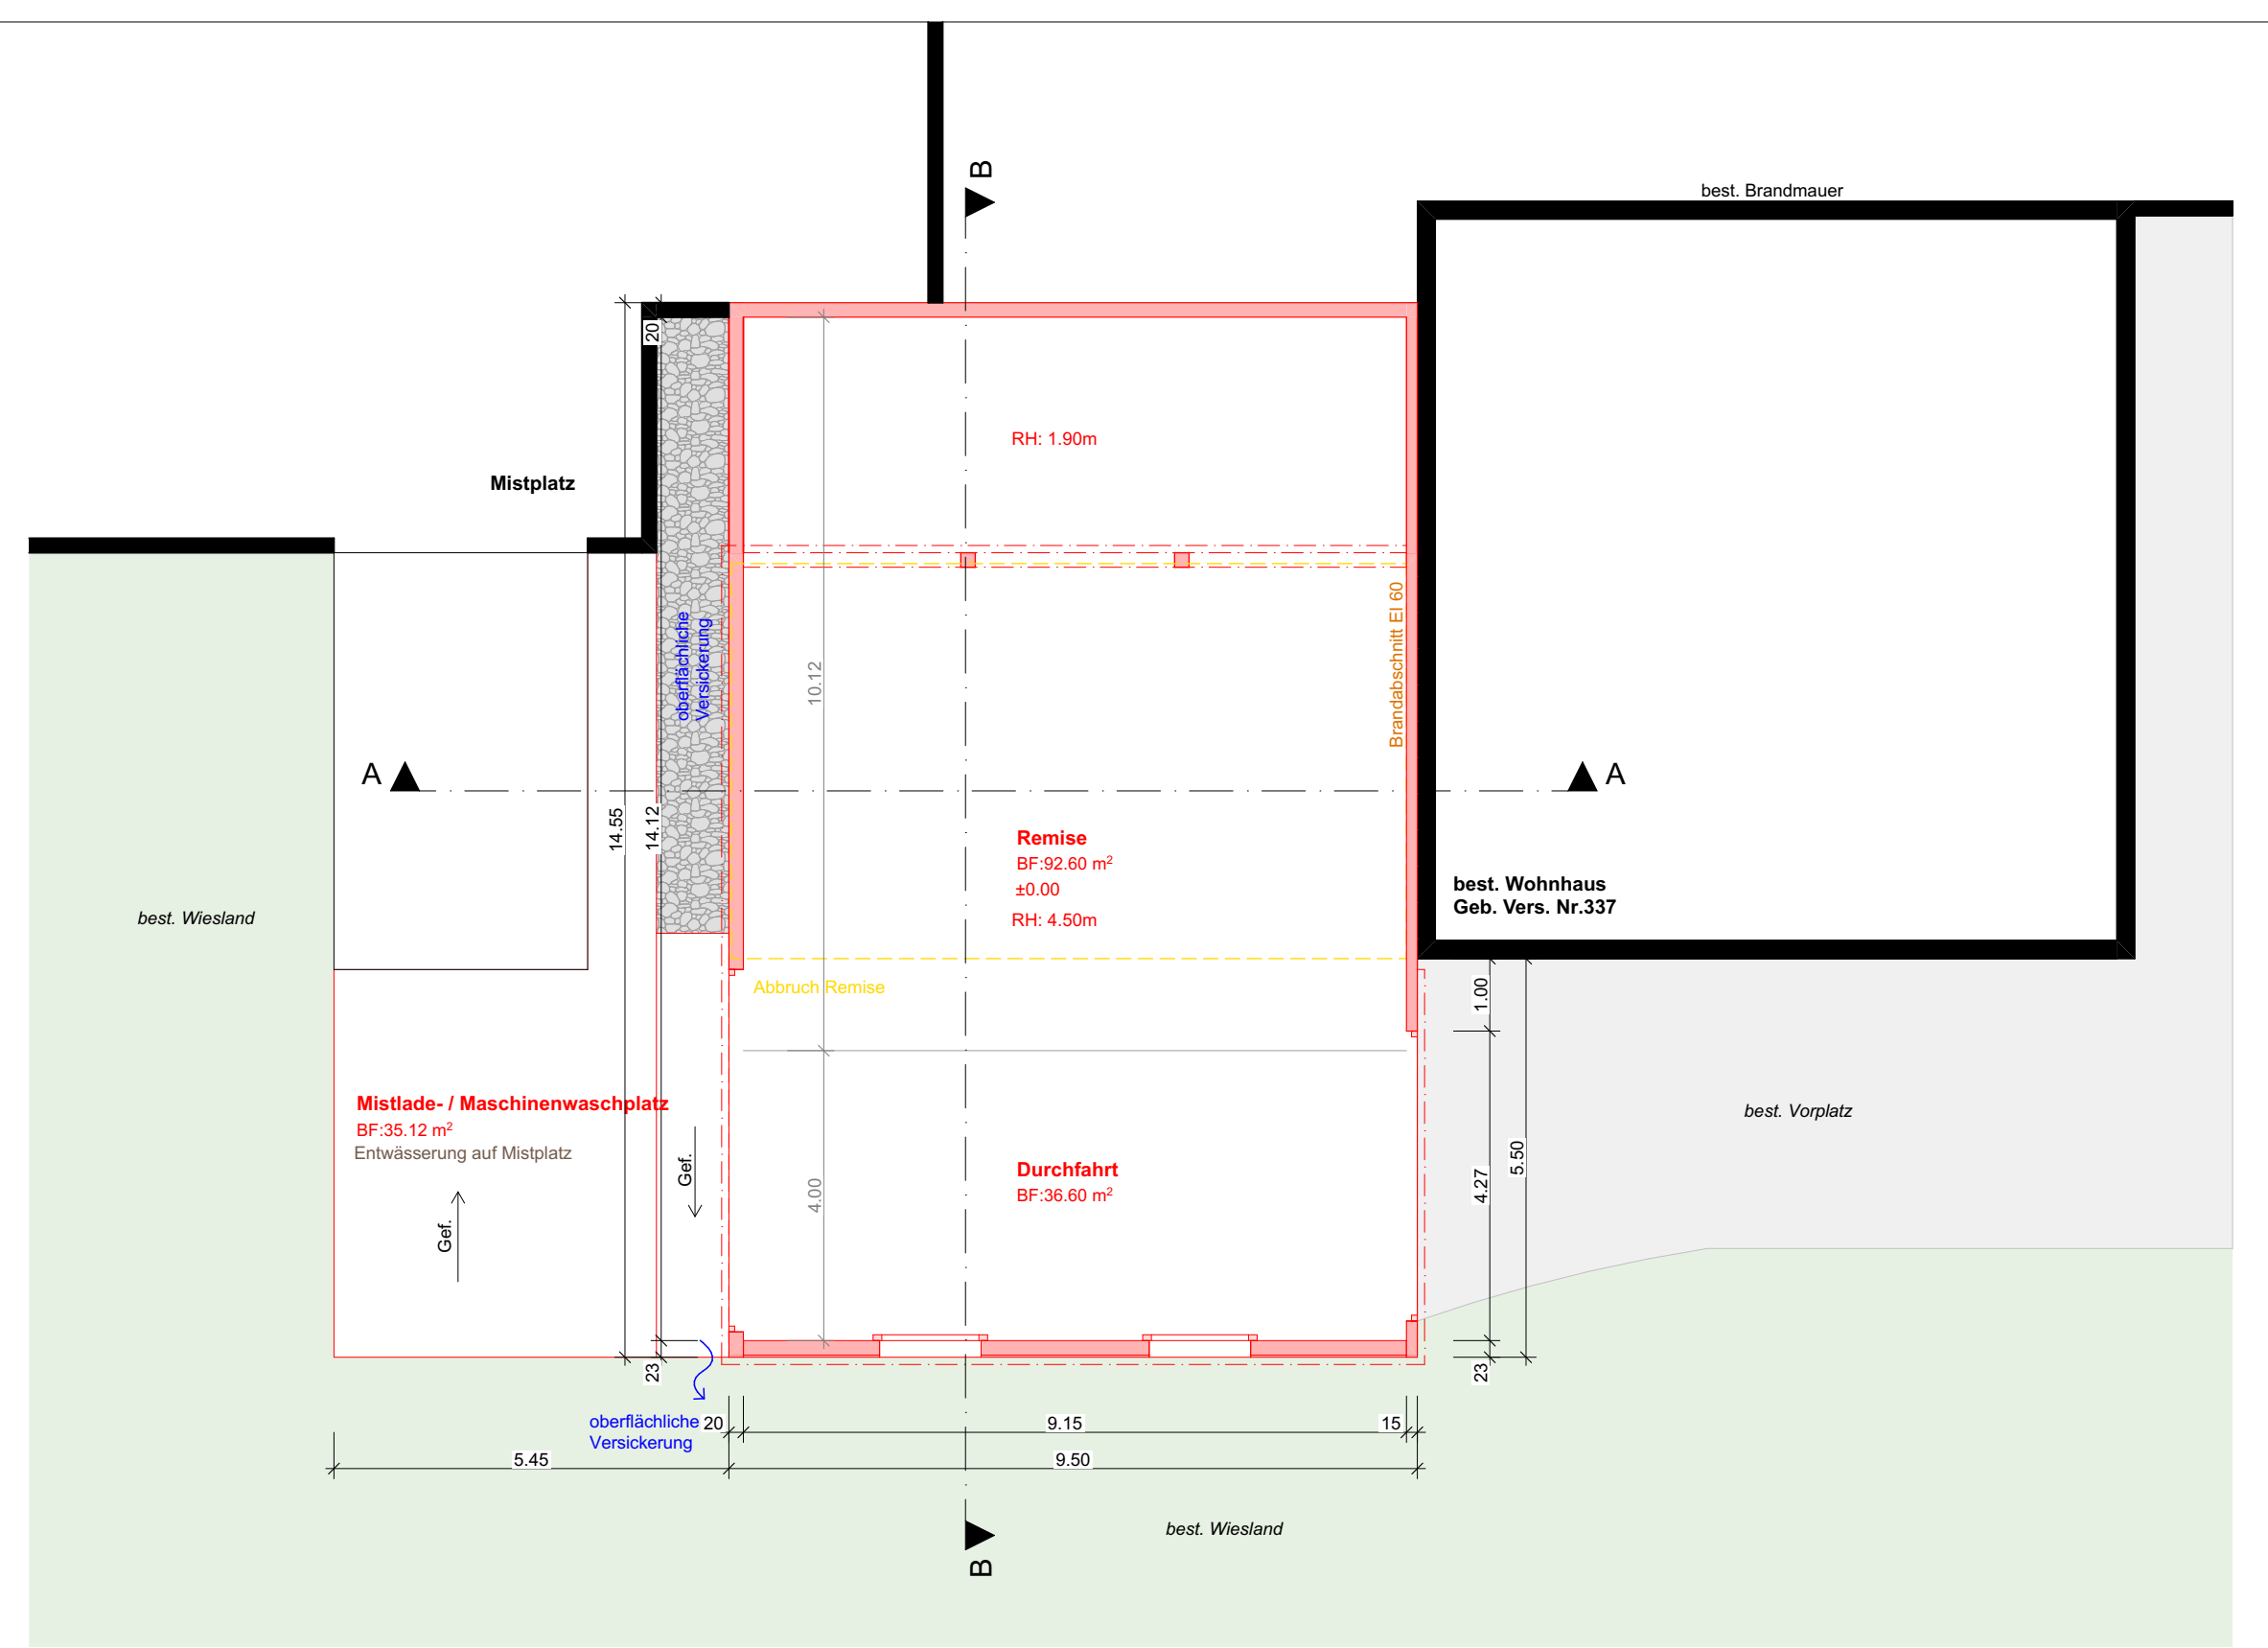 B
best. Brandmauer
20
RH: 1.90m
Mistplatz
oberflächliche
Versickerung
10.12
Brandabschnitt EI 60
A
A
14.55
14.12
Remise
BF:92.60 m²
±0.00
RH: 4.50m
best. Wohnhaus
Geb. Vers. Nr.337
best. Wiesland
Abbruch Remise
1.00
Mistlade- / Maschinenwaschplatz
BF:35.12 m²
Entwässerung auf Mistplatz
best. Vorplatz
Gef.
Gef.
4.00
Durchfahrt
BF:36.60 m²
4.27
5.50
23
23
oberflächliche
Versickerung
20
9.15
15
5.45
9.50
best. Wiesland
B